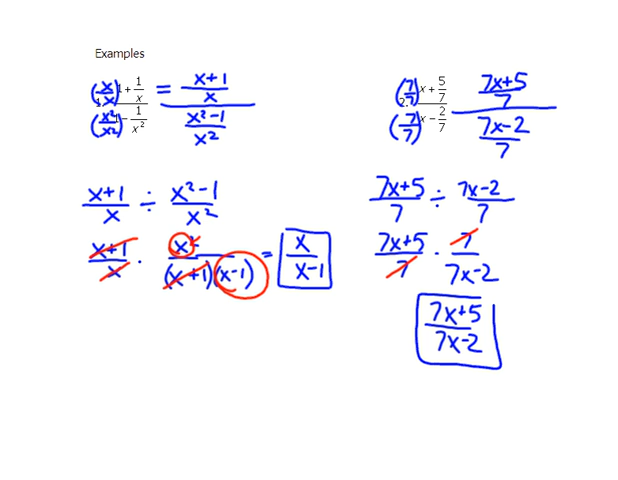 Examples
1. (x/x) 1 + 1/x = (x+1)/x
(x²/x²) 1 − 1/x² (x²−1)/x²
(x+1)/x ÷ (x²−1)/x²
(x+1)/x · x²/((x+1)(x−1)) = x/(x−1)
2. (7/7) x + 5/7 (7x+5)/7
(7/7) x − 2/7 (7x−2)/7
(7x+5)/7 ÷ (7x−2)/7
(7x+5)/7 · 7/(7x−2)
(7x+5)/(7x−2)